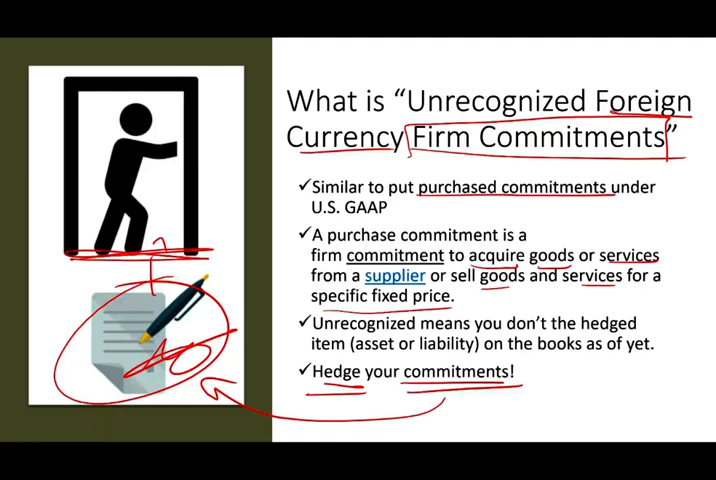 What is “Unrecognized Foreign
Currency Firm Commitments”
✓Similar to put purchased commitments under
U.S. GAAP
✓A purchase commitment is a
firm commitment to acquire goods or services
from a supplier or sell goods and services for a
specific fixed price.
✓Unrecognized means you don’t the hedged
item (asset or liability) on the books as of yet.
✓Hedge your commitments!